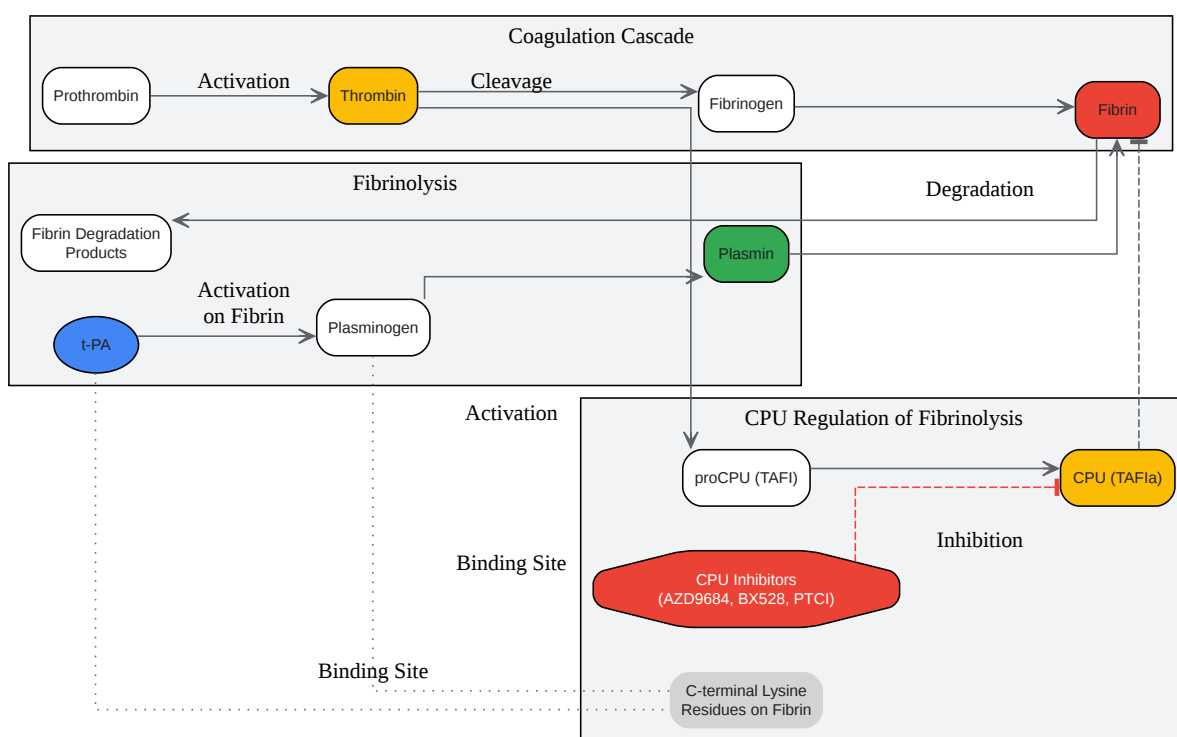 Coagulation Cascade
Prothrombin
Activation
Thrombin
Cleavage
Fibrinogen
Fibrin
Fibrinolysis
Degradation
Fibrin Degradation
Products
Plasmin
Activation
on Fibrin
t-PA
Plasminogen
Activation
CPU Regulation of Fibrinolysis
proCPU (TAFI)
CPU (TAFIa)
Inhibition
Binding Site
CPU Inhibitors
(AZD9684, BX528, PTCI)
Binding Site
C-terminal Lysine
Residues on Fibrin